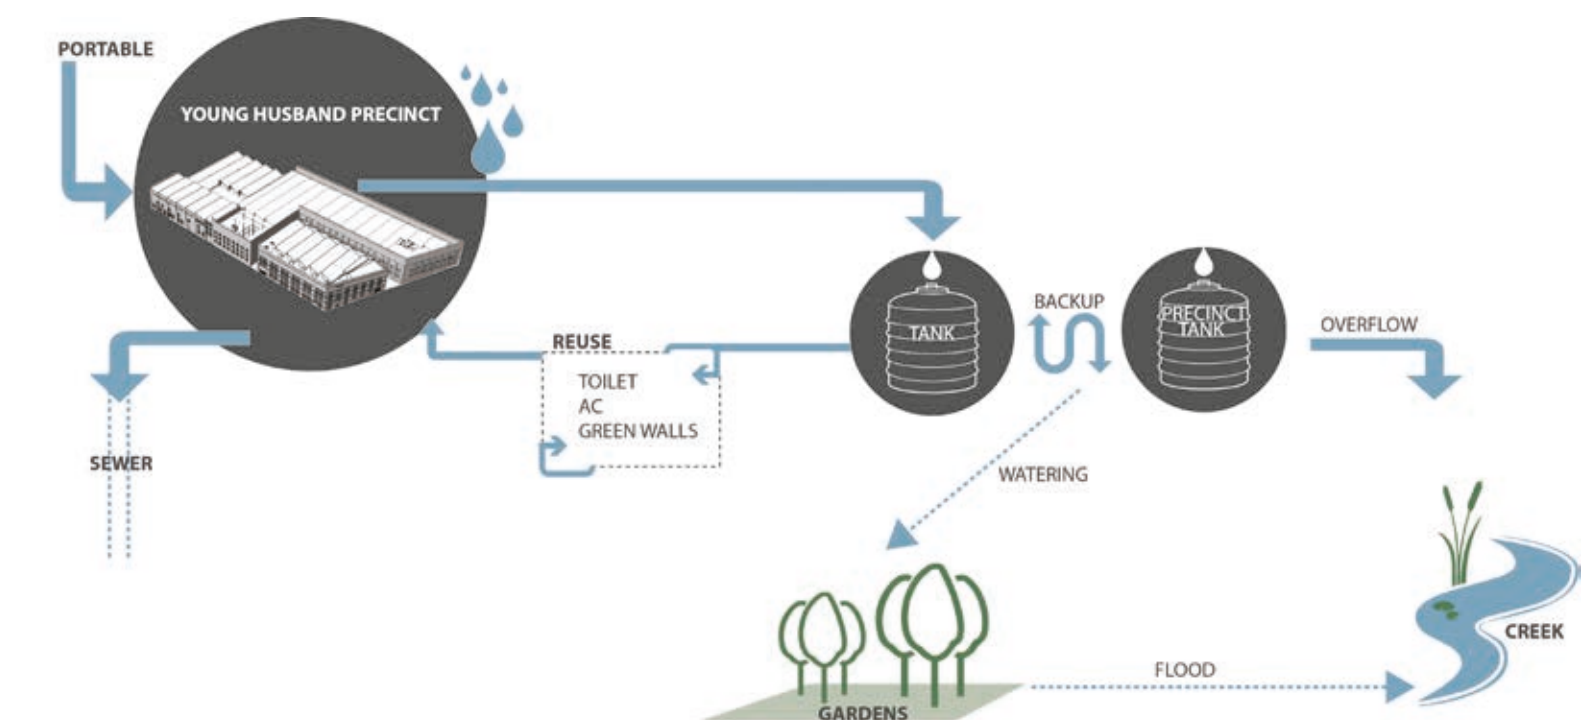 PORTABLE
YOUNG HUSBAND PRECINCT
BACKUP
PRECINCT
TANK
TANK
OVERFLOW
REUSE
TOILET
AC
GREEN WALLS
SEWER
WATERING
CREEK
FLOOD
GARDENS